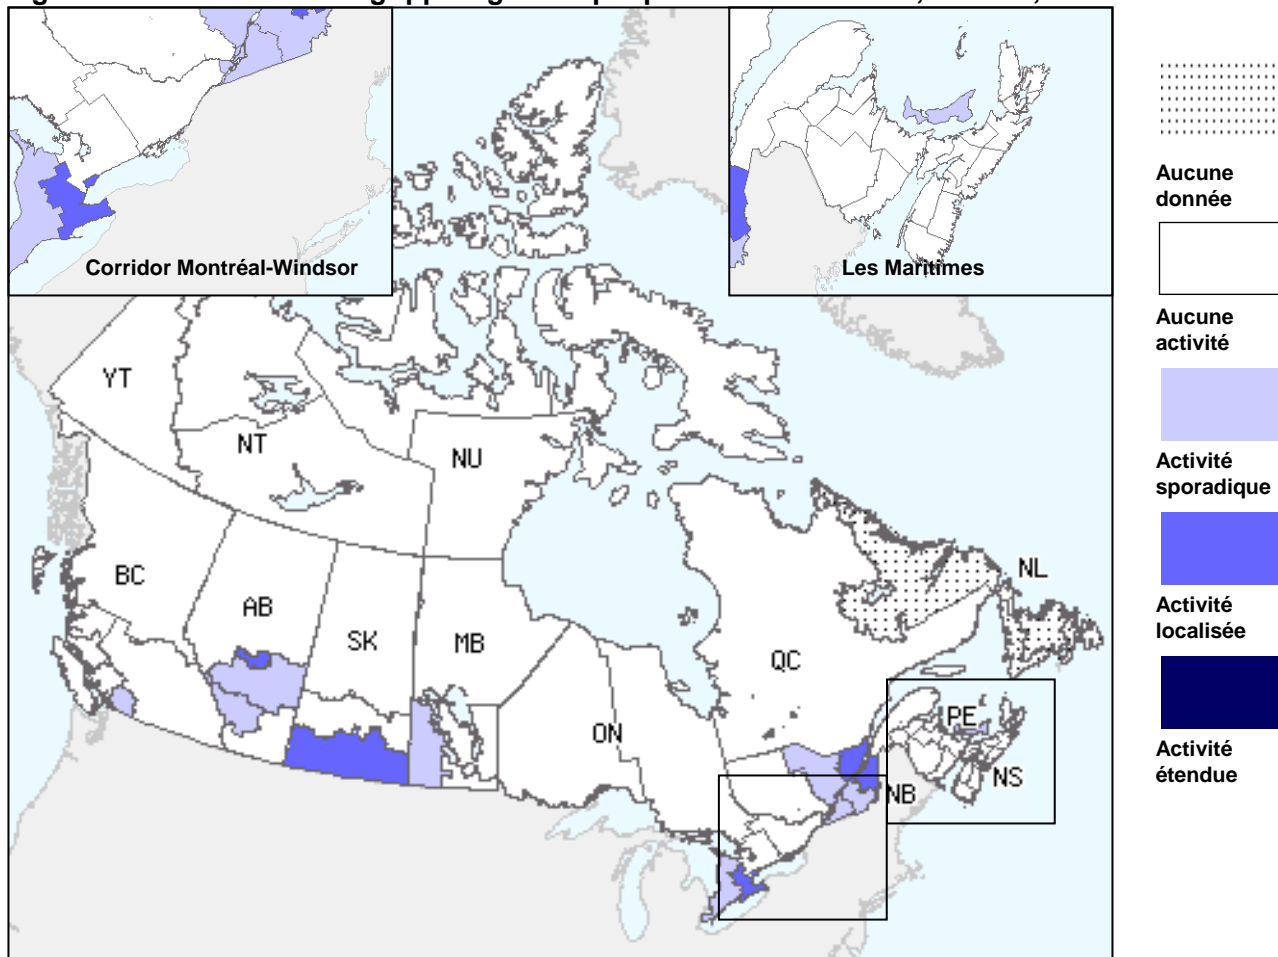 Corridor Montréal-Windsor
Les Maritimes
Aucune
donnée
Aucune
activité
Activité
sporadique
Activité
localisée
Activité
étendue
YT
NT
NU
BC
AB
SK
MB
ON
QC
NL
PE
NS
NB